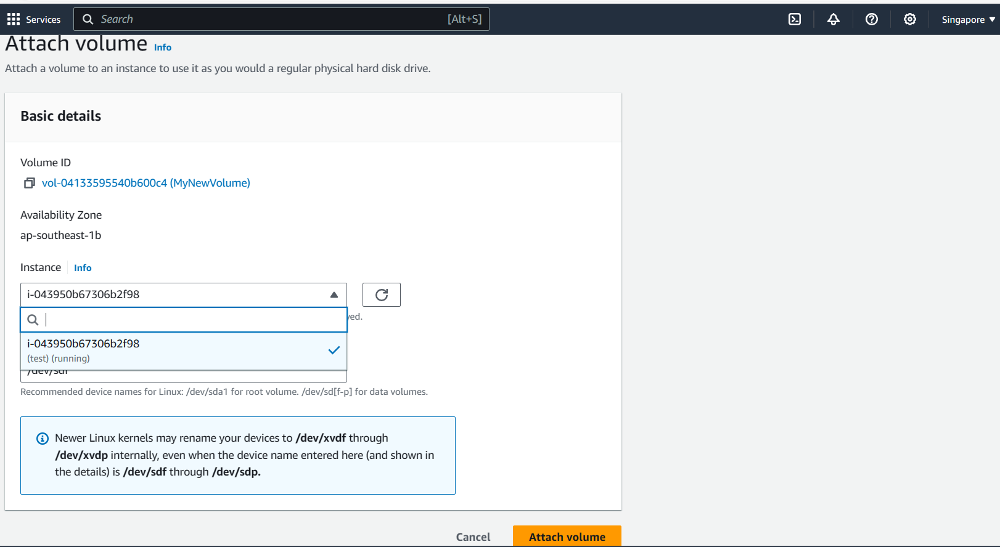 Services
Search [Alt+S]
Singapore
Attach volume Info
Attach a volume to an instance to use it as you would a regular physical hard disk drive.
Basic details
Volume ID
vol-04133595540b600c4 (MyNewVolume)
Availability Zone
ap-southeast-1b
Instance Info
i-043950b67306b2f98
i-043950b67306b2f98
(test) (running)
/dev/sdf
Recommended device names for Linux: /dev/sda1 for root volume. /dev/sd[f-p] for data volumes.
Newer Linux kernels may rename your devices to /dev/xvdf through
/dev/xvdp internally, even when the device name entered here (and shown in
the details) is /dev/sdf through /dev/sdp.
Cancel Attach volume